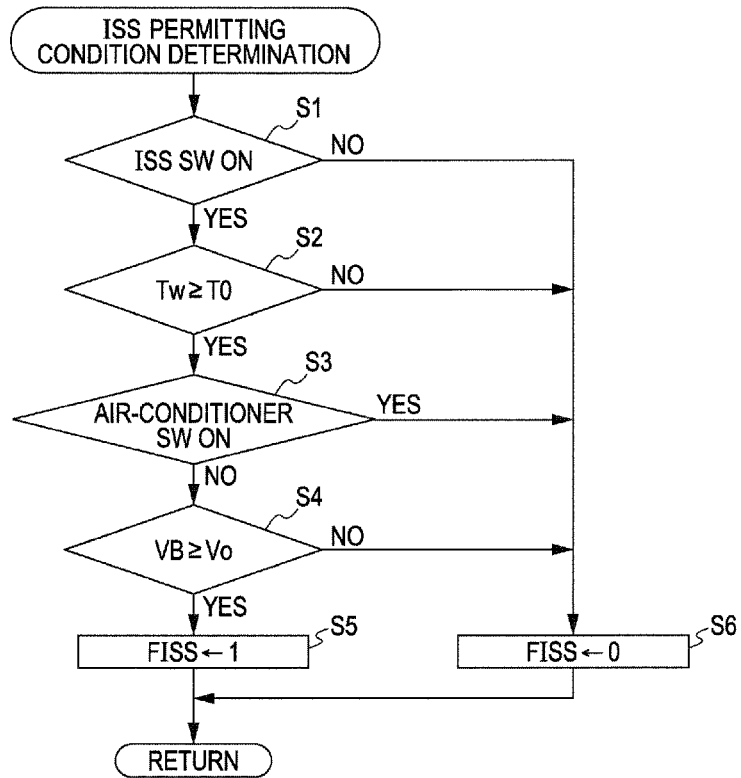 ISS PERMITTING
CONDITION DETERMINATION
S1
ISS SW ON
NO
YES
S2
Tw≥T0
NO
YES
S3
AIR-CONDITIONER
SW ON
YES
NO
S4
VB≥Vo
NO
YES
S5
FISS←1
S6
FISS←0
RETURN